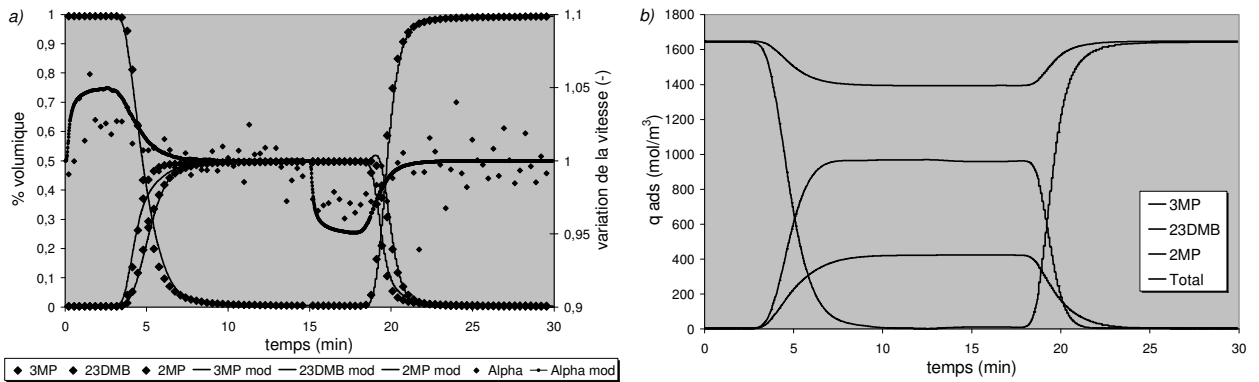 a)
1
0,9
0,8
0,7
0,6
0,5
0,4
0,3
0,2
0,1
0
% volumique
1,1
1,05
1
0,95
0,9
variation de la vitesse (-)
0 5 10 15 20 25 30
temps (min)
3MP 23DMB 2MP 3MP mod 23DMB mod 2MP mod Alpha Alpha mod
b)
1800
1600
1400
1200
1000
800
600
400
200
0
q ads (mol/m³)
0 5 10 15 20 25 30
temps (min)
3MP
23DMB
2MP
Total